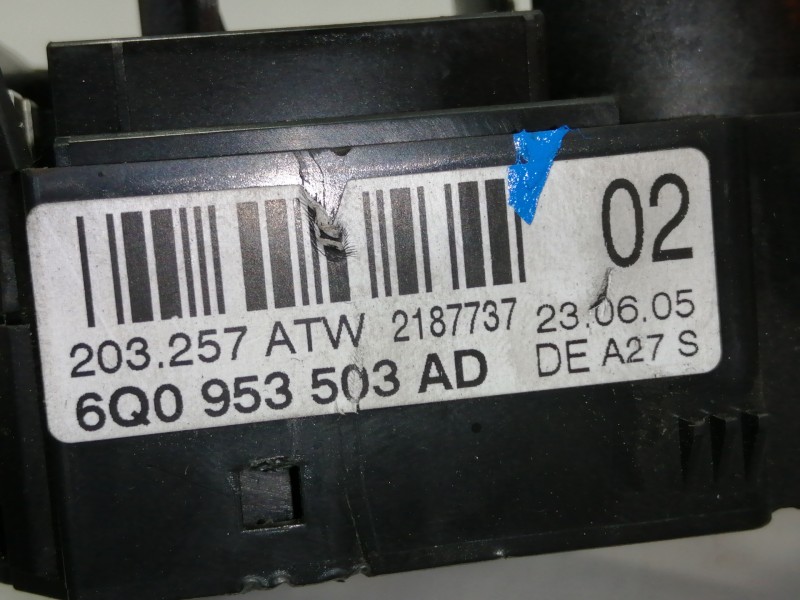 02
203.257 ATW 2187737 23.06.05
6Q0 953 503 AD DE A27 S